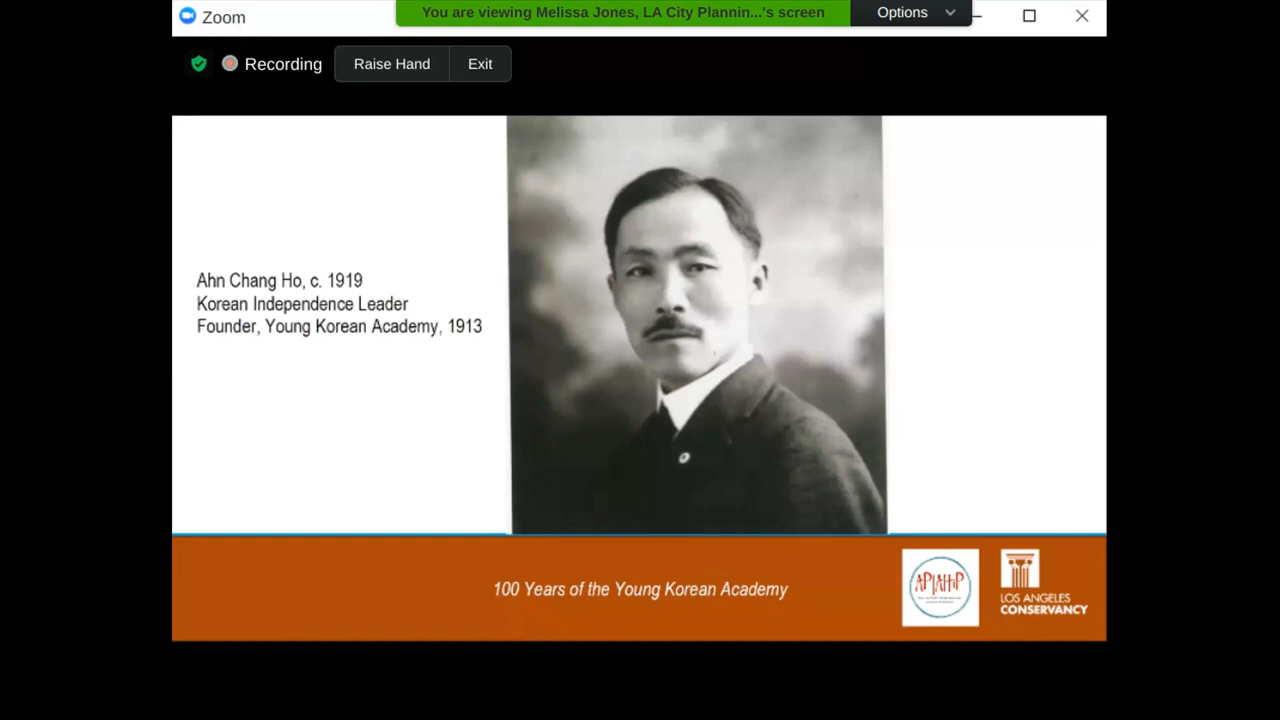 Zoom
You are viewing Melissa Jones, LA City Plannin...'s screen
Options
Recording
Raise Hand
Exit
Ahn Chang Ho, c. 1919
Korean Independence Leader
Founder, Young Korean Academy, 1913
100 Years of the Young Korean Academy
APIAHiP
LOS ANGELES
CONSERVANCY